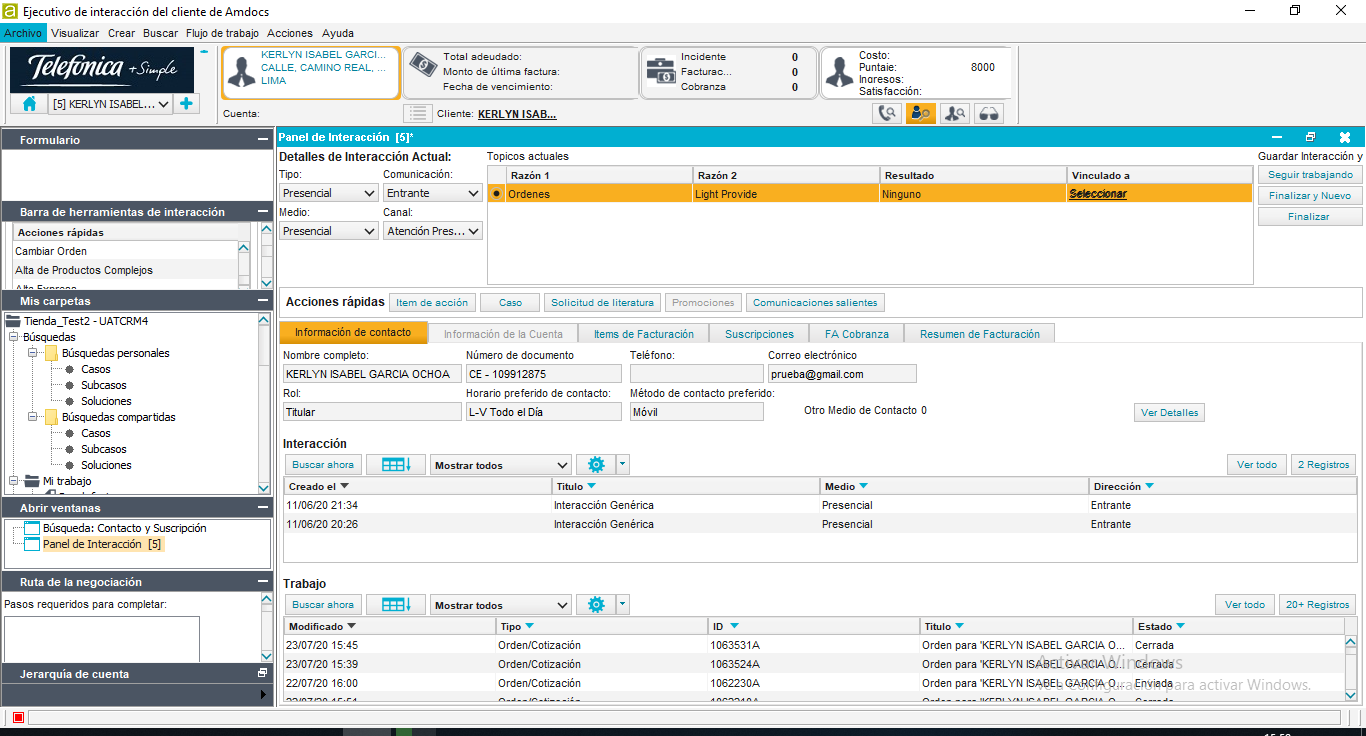 Ejecutivo de interacción del cliente de Amdocs
Archivo Visualizar Crear Buscar Flujo de trabajo Acciones Ayuda
Telefónica +Simple
[5] KERLYN ISABEL...
KERLYN ISABEL GARCI...
CALLE, CAMINO REAL, ...
LIMA
Total adeudado:
Monto de última factura:
Fecha de vencimiento:
Incidente 0
Facturac... 0
Cobranza 0
Costo:
Puntaje: 8000
Ingresos:
Satisfacción:
Cuenta:
Cliente: KERLYN ISAB...
Formulario
Barra de herramientas de interacción
Acciones rápidas
Cambiar Orden
Alta de Productos Complejos
Alta Express
Mis carpetas
Tienda_Test2 - UATCRM4
Búsquedas
Búsquedas personales
Casos
Subcasos
Soluciones
Búsquedas compartidas
Casos
Subcasos
Soluciones
Mi trabajo
Abrir ventanas
Búsqueda: Contacto y Suscripción
Panel de Interacción [5]
Ruta de la negociación
Pasos requeridos para completar:
Jerarquía de cuenta
Panel de Interacción [5]*
Detalles de Interacción Actual:
Tipo: Comunicación:
Presencial Entrante
Medio: Canal:
Presencial Atención Pres...
Topicos actuales
Razón 1 Razón 2 Resultado Vinculado a
Ordenes Light Provide Ninguno Seleccionar
Guardar Interacción y
Seguir trabajando
Finalizar y Nuevo
Finalizar
Acciones rápidas Item de acción Caso Solicitud de literatura Promociones Comunicaciones salientes
Información de contacto Información de la Cuenta Items de Facturación Suscripciones FA Cobranza Resumen de Facturación
Nombre completo: Número de documento Teléfono: Correo electrónico
KERLYN ISABEL GARCIA OCHOA CE - 109912875 prueba@gmail.com
Rol: Horario preferido de contacto: Método de contacto preferido:
Titular L-V Todo el Día Móvil Otro Medio de Contacto 0 Ver Detalles
Interacción
Buscar ahora Mostrar todos Ver todo 2 Registros
Creado el Titulo Medio Dirección
11/06/20 21:34 Interacción Genérica Presencial Entrante
11/06/20 20:26 Interacción Genérica Presencial Entrante
Trabajo
Buscar ahora Mostrar todos Ver todo 20+ Registros
Modificado Tipo ID Titulo Estado
23/07/20 15:45 Orden/Cotización 1063531A Orden para 'KERLYN ISABEL GARCIA O... Cerrada
23/07/20 15:39 Orden/Cotización 1063524A Orden para 'KERLYN ISABEL GARCIA O... Cerrada
22/07/20 16:00 Orden/Cotización 1062230A Orden para 'KERLYN ISABEL GARCIA O... Enviada
Activar Windows
Ve a Configuración para activar Windows.